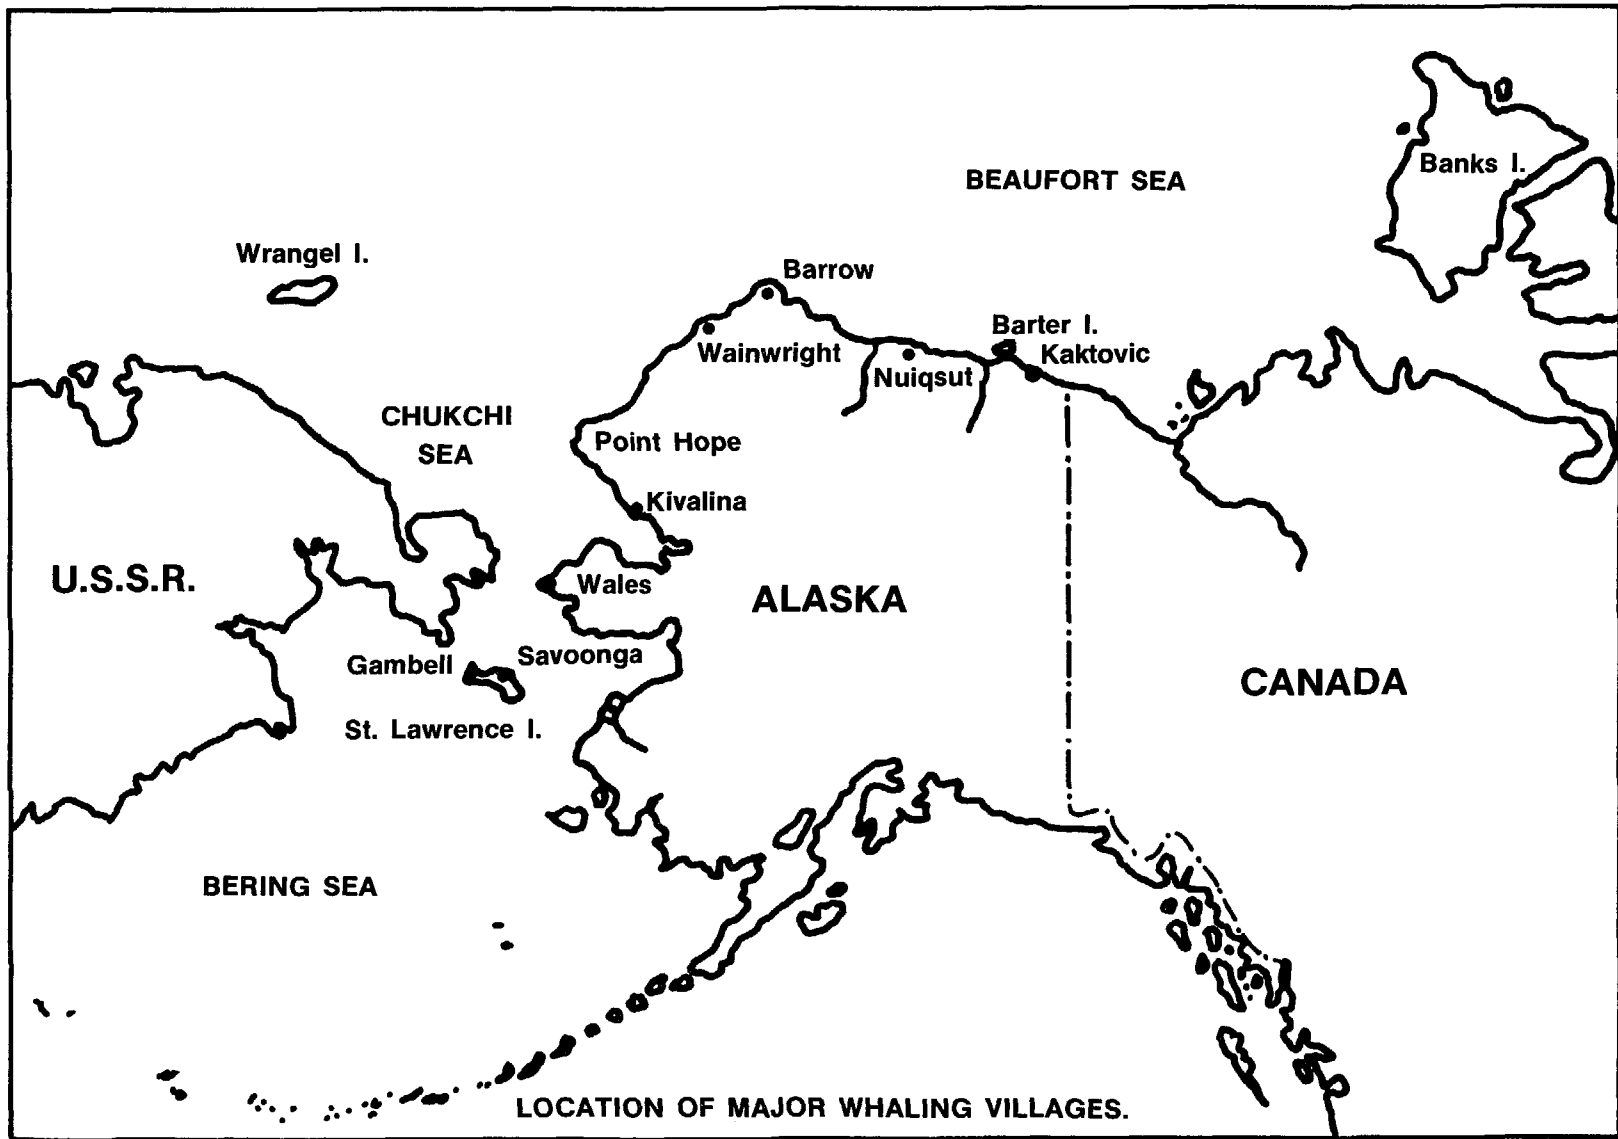 Banks I.
BEAUFORT SEA
Wrangel I.
Barrow
Barter I.
Wainwright
Kaktovic
Nuiqsut
CHUKCHI
SEA
Point Hope
Kivalina
U.S.S.R.
Wales
ALASKA
Gambell
Savoonga
CANADA
St. Lawrence I.
BERING SEA
LOCATION OF MAJOR WHALING VILLAGES.